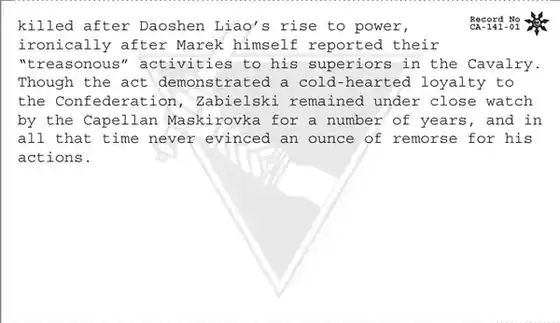 killed after Daoshen Liao’s rise to power,
ironically after Marek himself reported their
“treasonous” activities to his superiors in the Cavalry.
Though the act demonstrated a cold-hearted loyalty to
the Confederation, Zabielski remained under close watch
by the Capellan Maskirovka for a number of years, and in
all that time never evinced an ounce of remorse for his
actions.
Record No
CA-141-01